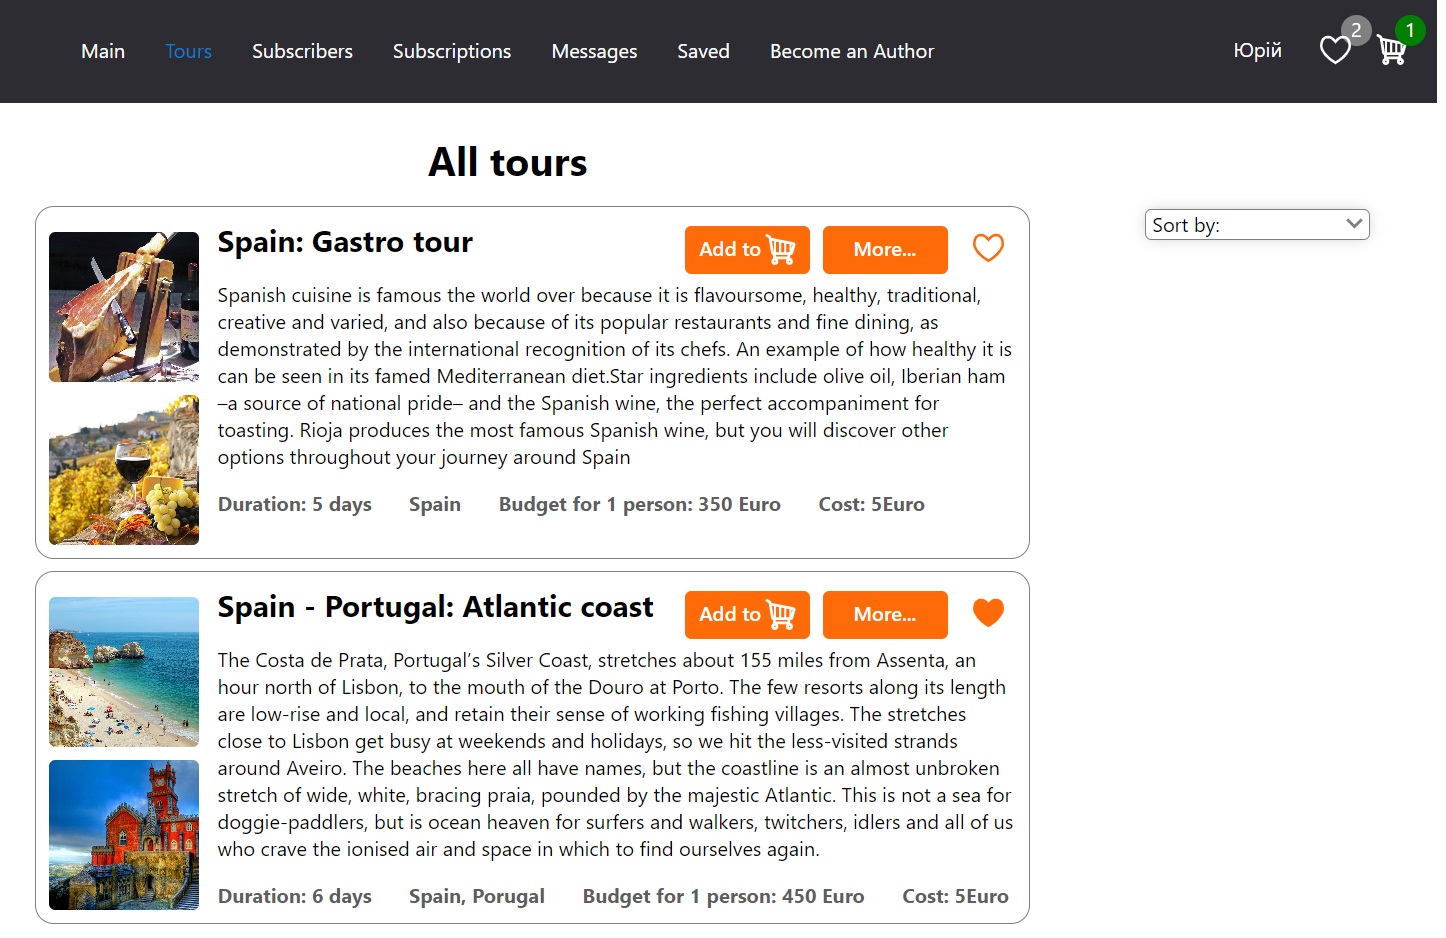 Main Tours Subscribers Subscriptions Messages Saved Become an Author Юрій 2 1
All tours
Sort by:
Spain: Gastro tour Add to More...
Spanish cuisine is famous the world over because it is flavoursome, healthy, traditional,
creative and varied, and also because of its popular restaurants and fine dining, as
demonstrated by the international recognition of its chefs. An example of how healthy it is
can be seen in its famed Mediterranean diet.Star ingredients include olive oil, Iberian ham
–a source of national pride– and the Spanish wine, the perfect accompaniment for
toasting. Rioja produces the most famous Spanish wine, but you will discover other
options throughout your journey around Spain
Duration: 5 days Spain Budget for 1 person: 350 Euro Cost: 5Euro
Spain - Portugal: Atlantic coast Add to More...
The Costa de Prata, Portugal’s Silver Coast, stretches about 155 miles from Assenta, an
hour north of Lisbon, to the mouth of the Douro at Porto. The few resorts along its length
are low-rise and local, and retain their sense of working fishing villages. The stretches
close to Lisbon get busy at weekends and holidays, so we hit the less-visited strands
around Aveiro. The beaches here all have names, but the coastline is an almost unbroken
stretch of wide, white, bracing praia, pounded by the majestic Atlantic. This is not a sea for
doggie-paddlers, but is ocean heaven for surfers and walkers, twitchers, idlers and all of us
who crave the ionised air and space in which to find ourselves again.
Duration: 6 days Spain, Porugal Budget for 1 person: 450 Euro Cost: 5Euro